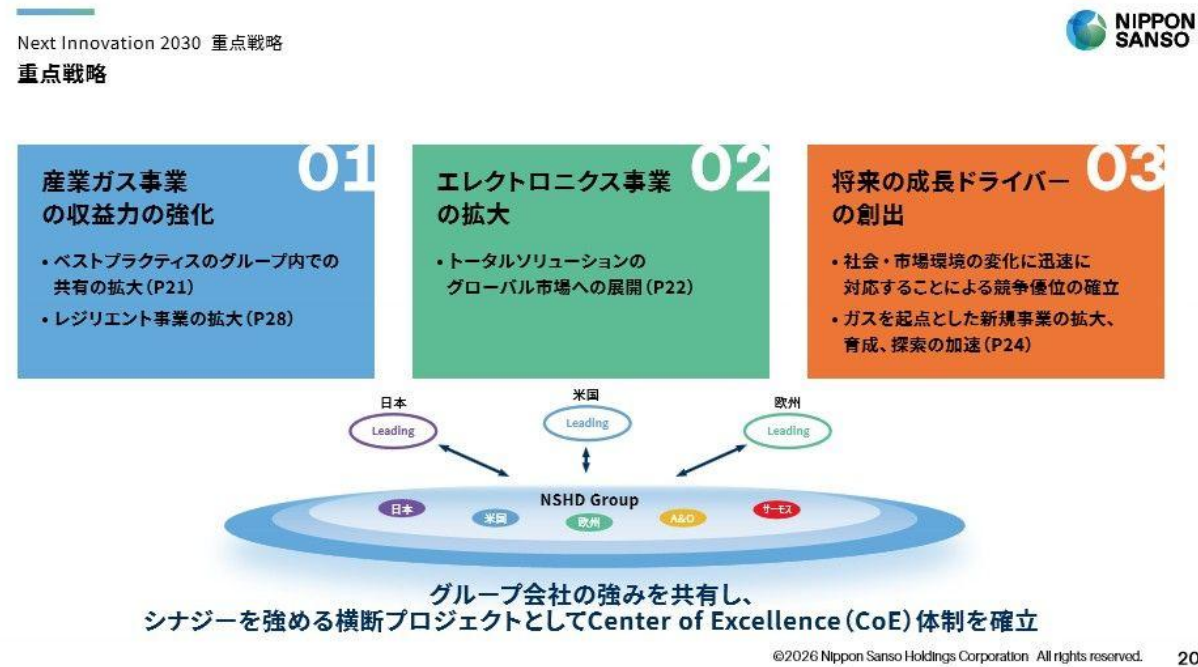 Next Innovation 2030 重点戦略
重点戦略
NIPPON
SANSO
01
産業ガス事業
の収益力の強化
・ベストプラクティスのグループ内での
共有の拡大(P21)
・レジリエント事業の拡大(P28)
02
エレクトロニクス事業
の拡大
・トータルソリューションの
グローバル市場への展開(P22)
03
将来の成長ドライバー
の創出
・社会・市場環境の変化に迅速に
対応することによる競争優位の確立
・ガスを起点とした新規事業の拡大、
育成、探索の加速(P24)
日本
Leading
米国
Leading
欧州
Leading
NSHD Group
日本
米国
欧州
A&O
サーモス
グループ会社の強みを共有し、
シナジーを強める横断プロジェクトとしてCenter of Excellence(CoE)体制を確立
©2026 Nippon Sanso Holdings Corporation All rights reserved.
20